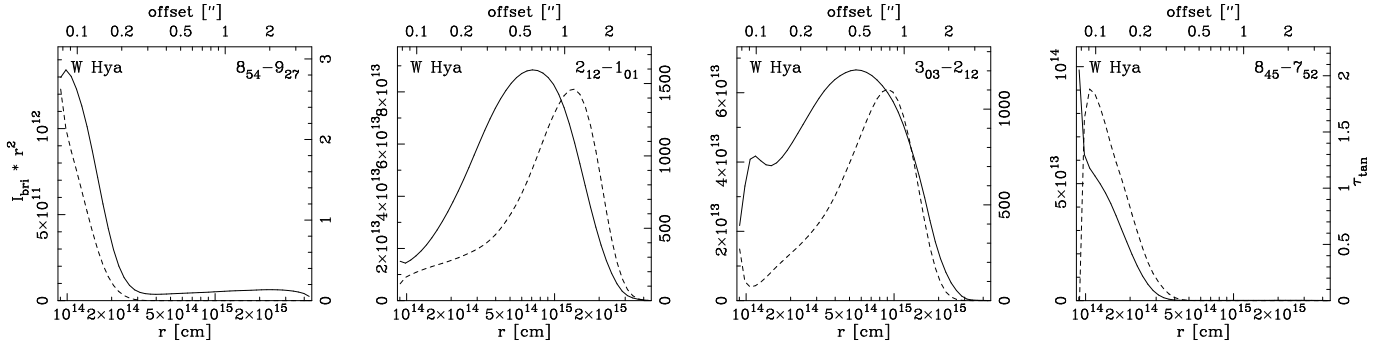 offset ["] offset ["] offset ["] offset ["]
0.1 0.2 0.5 1 2 0.1 0.2 0.5 1 2 0.1 0.2 0.5 1 2 0.1 0.2 0.5 1 2
W Hya 8₅₄−9₂₇ W Hya 2₁₂−1₀₁ W Hya 3₀₃−2₁₂ W Hya 8₄₅−7₅₂
I_bri * r²
0 5×10¹¹ 10¹²
0 1 2 3
0 2×10¹³ 4×10¹³ 6×10¹³ 8×10¹³
0 500 1000 1500
0 2×10¹³ 4×10¹³ 6×10¹³
0 500 1000
0 5×10¹³ 10¹⁴
0 0.5 1 1.5 2
τ_tan
10¹⁴ 2×10¹⁴ 5×10¹⁴ 10¹⁵ 2×10¹⁵ 10¹⁴ 2×10¹⁴ 5×10¹⁴ 10¹⁵ 2×10¹⁵ 10¹⁴ 2×10¹⁴ 5×10¹⁴ 10¹⁵ 2×10¹⁵ 10¹⁴ 2×10¹⁴ 5×10¹⁴ 10¹⁵ 2×10¹⁵
r [cm] r [cm] r [cm] r [cm]